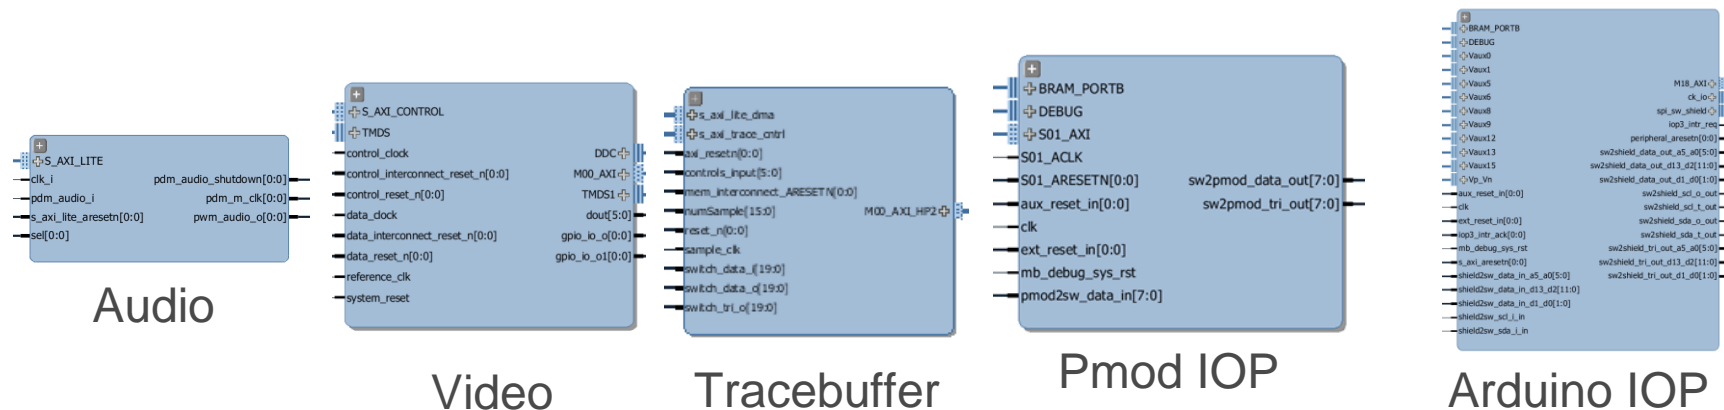 S_AXI_LITE
clk_i
pdm_audio_i
s_axi_lite_aresetn[0:0]
sel[0:0]
pdm_audio_shutdown[0:0]
pdm_m_clk[0:0]
pwm_audio_o[0:0]
Audio
S_AXI_CONTROL
TMDS
control_clock
control_interconnect_reset_n[0:0]
control_reset_n[0:0]
data_clock
data_interconnect_reset_n[0:0]
data_reset_n[0:0]
reference_clk
system_reset
DDC
M00_AXI
TMDS1
dout[5:0]
gpio_io_o[0:0]
gpio_io_o1[0:0]
Video
s_axi_lite_dma
s_axi_trace_cntrl
axi_resetn[0:0]
controls_input[5:0]
mem_interconnect_ARESETN[0:0]
numSample[15:0]
reset_n[0:0]
sample_clk
switch_data_i[19:0]
switch_data_o[19:0]
switch_tri_o[19:0]
M00_AXI_HP2
Tracebuffer
BRAM_PORTB
DEBUG
S01_AXI
S01_ACLK
S01_ARESETN[0:0]
aux_reset_in[0:0]
clk
ext_reset_in[0:0]
mb_debug_sys_rst
pmod2sw_data_in[7:0]
sw2pmod_data_out[7:0]
sw2pmod_tri_out[7:0]
Pmod IOP
BRAM_PORTB
DEBUG
Vaux0
Vaux1
Vaux5
Vaux6
Vaux8
Vaux9
Vaux12
Vaux13
Vaux15
Vp_Vn
aux_reset_in[0:0]
clk
ext_reset_in[0:0]
iop3_intr_ack[0:0]
mb_debug_sys_rst
s_axi_aresetn[0:0]
shield2sw_data_in_a5_a0[5:0]
shield2sw_data_in_d13_d2[11:0]
shield2sw_data_in_d1_d0[1:0]
shield2sw_scl_i_in
shield2sw_sda_i_in
M18_AXI
ck_io
spi_sw_shield
iop3_intr_req
peripheral_aresetn[0:0]
sw2shield_data_out_a5_a0[5:0]
sw2shield_data_out_d13_d2[11:0]
sw2shield_data_out_d1_d0[1:0]
sw2shield_scl_o_out
sw2shield_scl_t_out
sw2shield_sda_o_out
sw2shield_sda_t_out
sw2shield_tri_out_a5_a0[5:0]
sw2shield_tri_out_d13_d2[11:0]
sw2shield_tri_out_d1_d0[1:0]
Arduino IOP